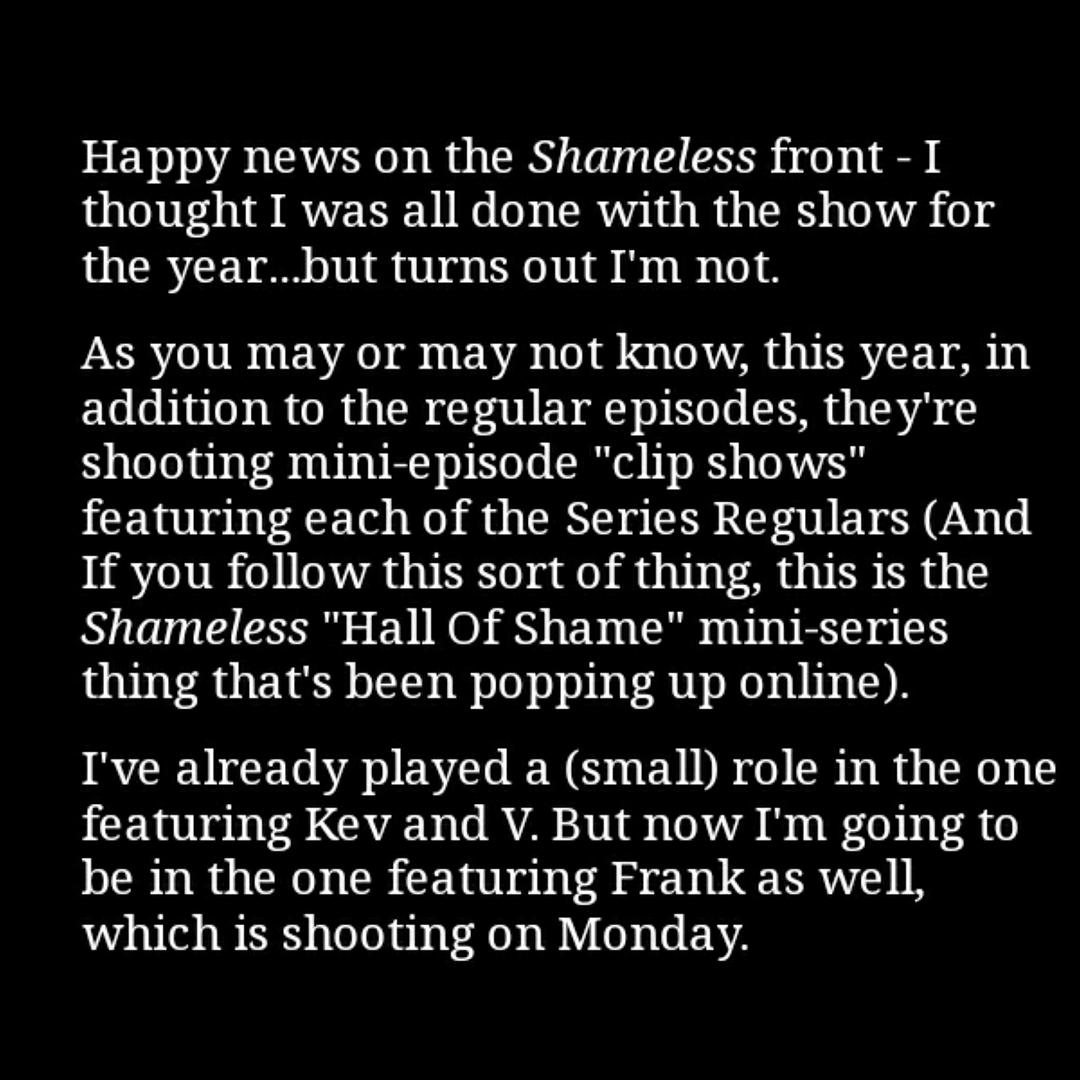 Happy news on the Shameless front - I
thought I was all done with the show for
the year...but turns out I'm not.
As you may or may not know, this year, in
addition to the regular episodes, they're
shooting mini-episode "clip shows"
featuring each of the Series Regulars (And
If you follow this sort of thing, this is the
Shameless "Hall Of Shame" mini-series
thing that's been popping up online).
I've already played a (small) role in the one
featuring Kev and V. But now I'm going to
be in the one featuring Frank as well,
which is shooting on Monday.